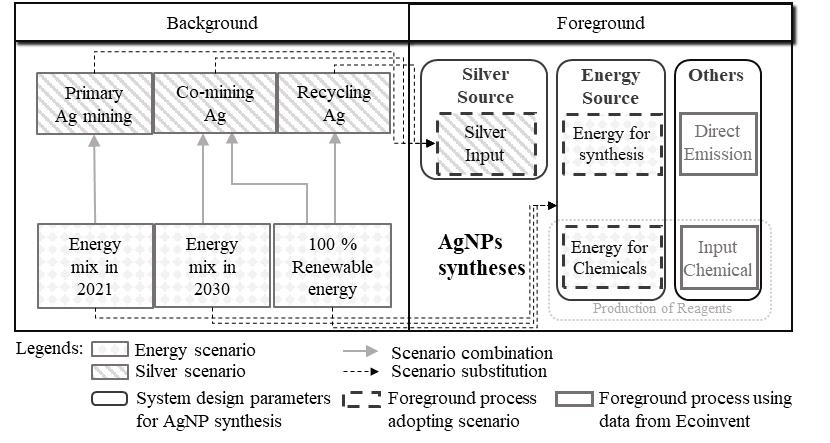 Background
Foreground
Primary
Ag mining
Co-mining
Ag
Recycling
Ag
Silver
Source
Silver
Input
Energy
Source
Energy for
synthesis
Others
Direct
Emission
Energy
mix in
2021
Energy
mix in
2030
100 %
Renewable
energy
AgNPs
syntheses
Energy for
Chemicals
Input
Chemical
Production of Reagents
Legends:
Energy scenario
Silver scenario
Scenario combination
Scenario substitution
System design parameters
for AgNP synthesis
Foreground process
adopting scenario
Foreground process using
data from Ecoinvent